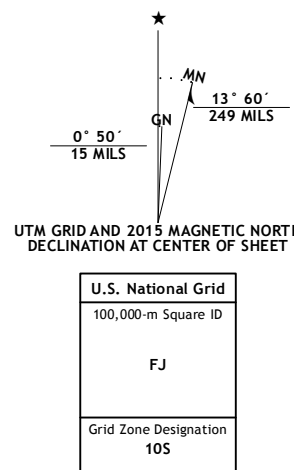 ★
MN
GN
13° 60´
249 MILS
0° 50´
15 MILS
UTM GRID AND 2015 MAGNETIC NORTH
DECLINATION AT CENTER OF SHEET
U.S. National Grid
100,000-m Square ID
FJ
Grid Zone Designation
10S